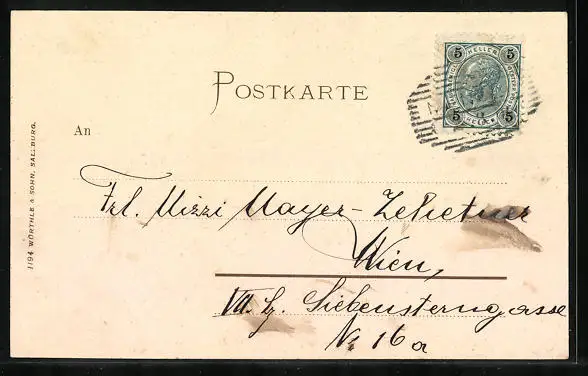 POSTKARTE
5 HELLER 5
5 HELLER 5
An
Frl. Mizzi Mayer-Zehetner
Wien,
VII. Bz. Siebensterngasse
No 16a
1194 WÜRTHLE & SOHN, SALZBURG.